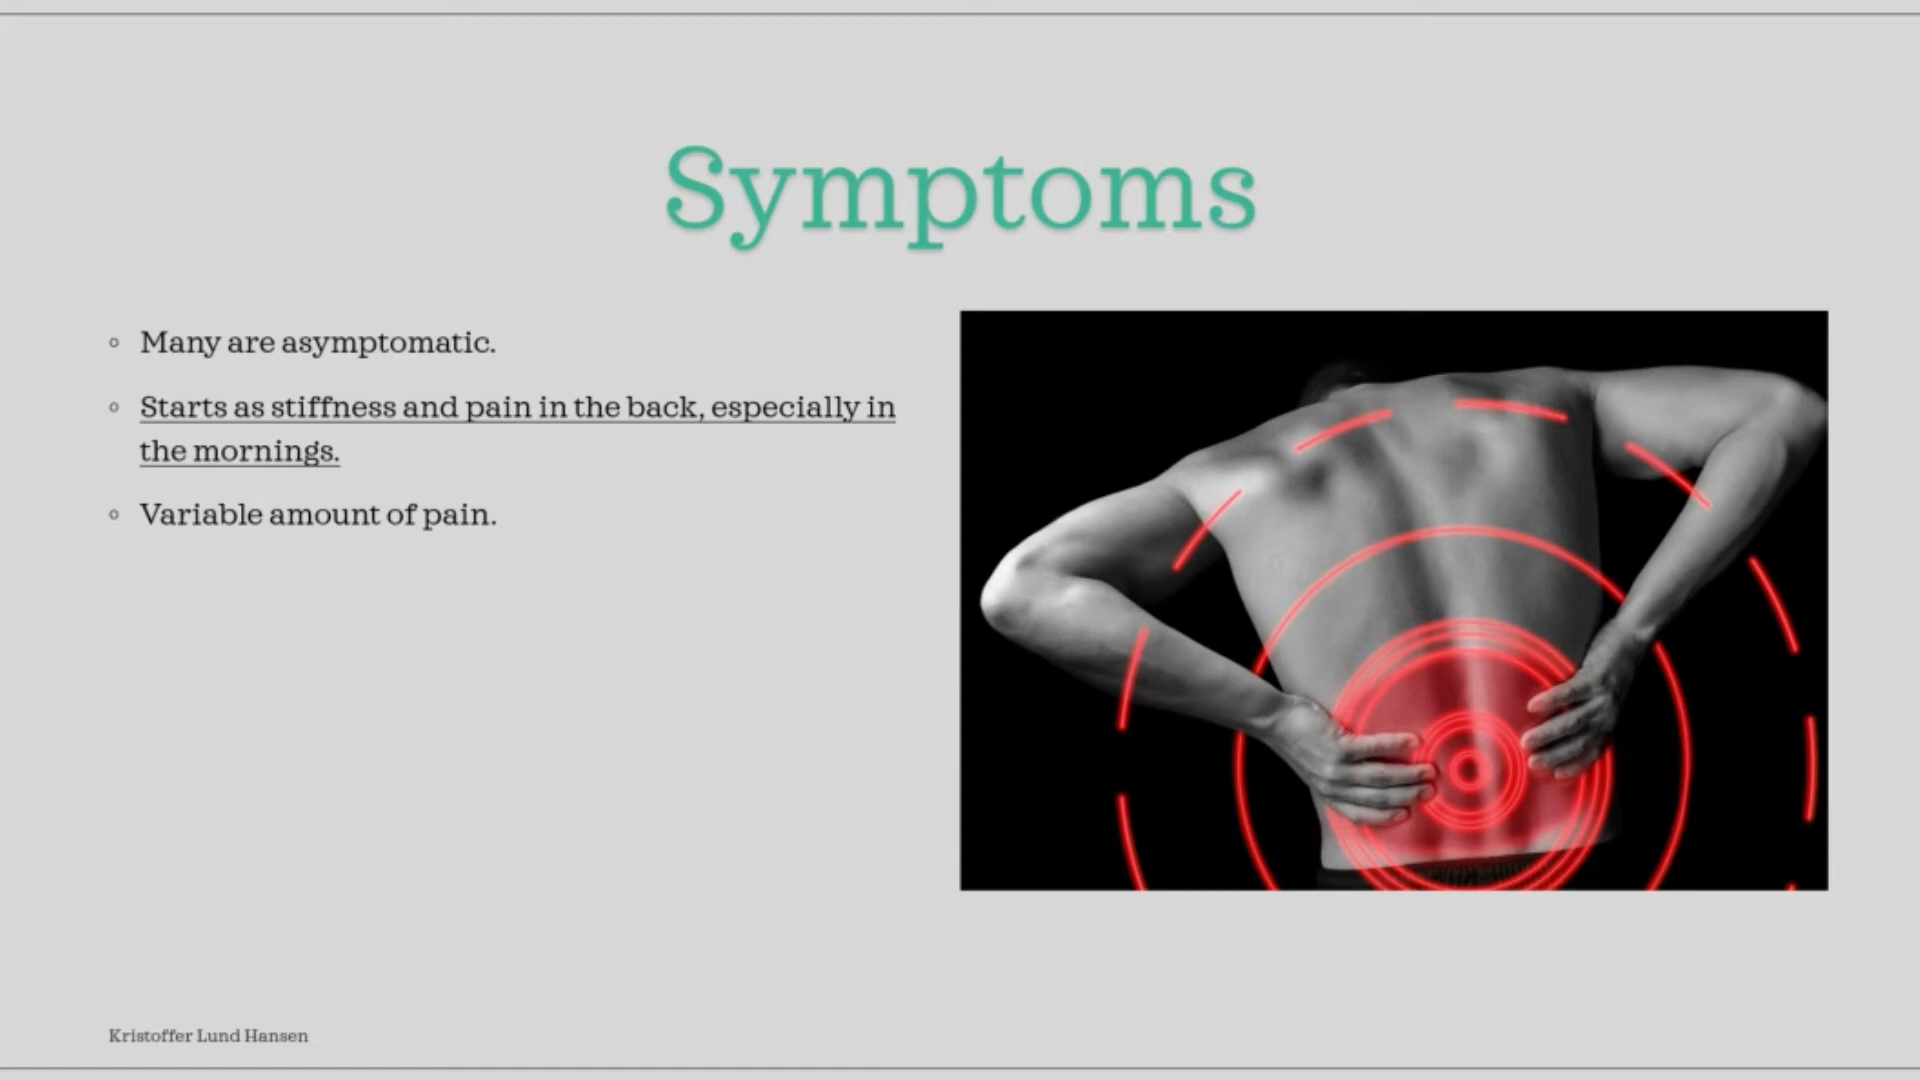 Symptoms
Many are asymptomatic.
Starts as stiffness and pain in the back, especially in
the mornings.
Variable amount of pain.
Kristoffer Lund Hansen